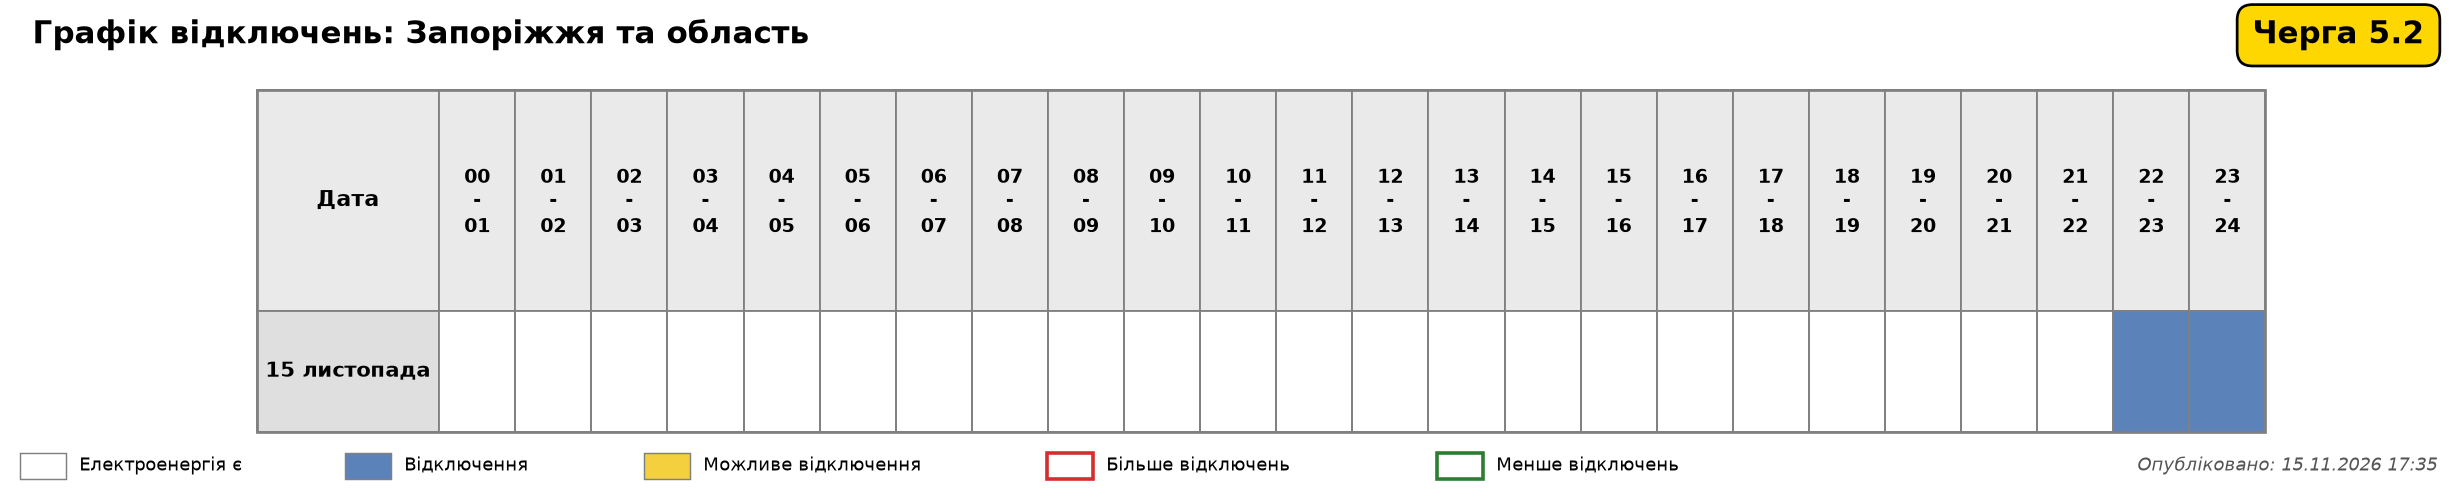 Графік відключень: Запоріжжя та область
Черга 5.2
Дата
00 - 01
01 - 02
02 - 03
03 - 04
04 - 05
05 - 06
06 - 07
07 - 08
08 - 09
09 - 10
10 - 11
11 - 12
12 - 13
13 - 14
14 - 15
15 - 16
16 - 17
17 - 18
18 - 19
19 - 20
20 - 21
21 - 22
22 - 23
23 - 24
15 листопада
Електроенергія є
Відключення
Можливе відключення
Більше відключень
Менше відключень
Опубліковано: 15.11.2026 17:35